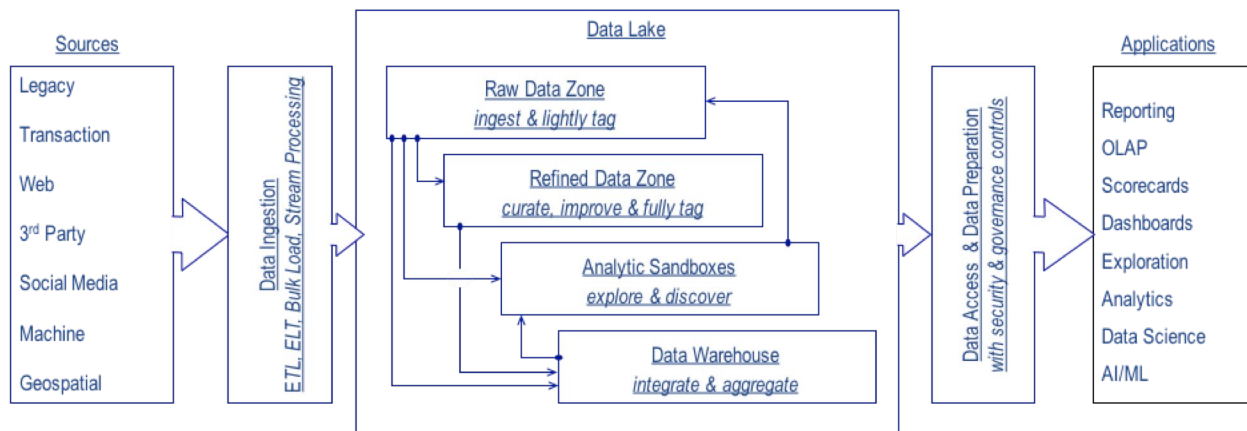 Sources
Legacy
Transaction
Web
3rd Party
Social Media
Machine
Geospatial
Data Ingestion
ETL, ELT, Bulk Load, Stream Processing
Data Lake
Raw Data Zone
ingest & lightly tag
Refined Data Zone
curate, improve & fully tag
Analytic Sandboxes
explore & discover
Data Warehouse
integrate & aggregate
Data Access & Data Preparation
with security & governance controls
Applications
Reporting
OLAP
Scorecards
Dashboards
Exploration
Analytics
Data Science
AI/ML